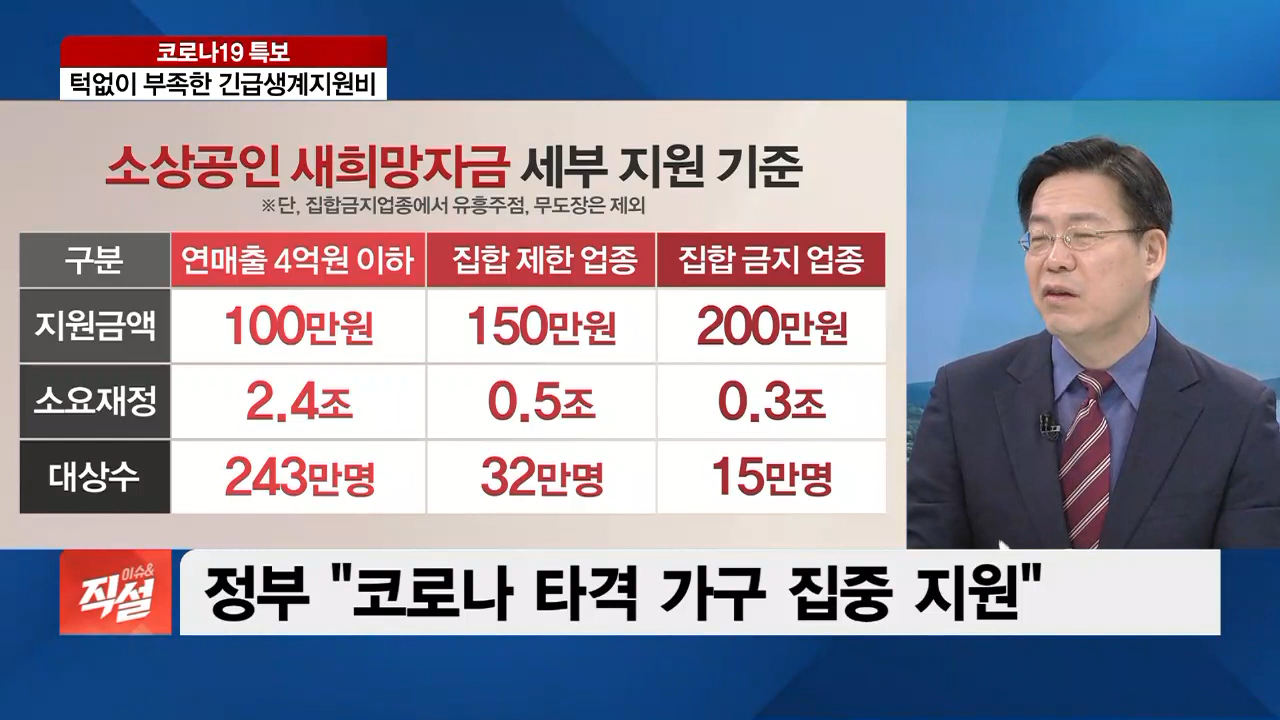 코로나19 특보
턱없이 부족한 긴급생계지원비
소상공인 새희망자금 세부 지원 기준
※단, 집합금지업종에서 유흥주점, 무도장은 제외
구분 연매출 4억원 이하 집합 제한 업종 집합 금지 업종
지원금액 100만원 150만원 200만원
소요재정 2.4조 0.5조 0.3조
대상수 243만명 32만명 15만명
이슈&
직설
정부 "코로나 타격 가구 집중 지원"